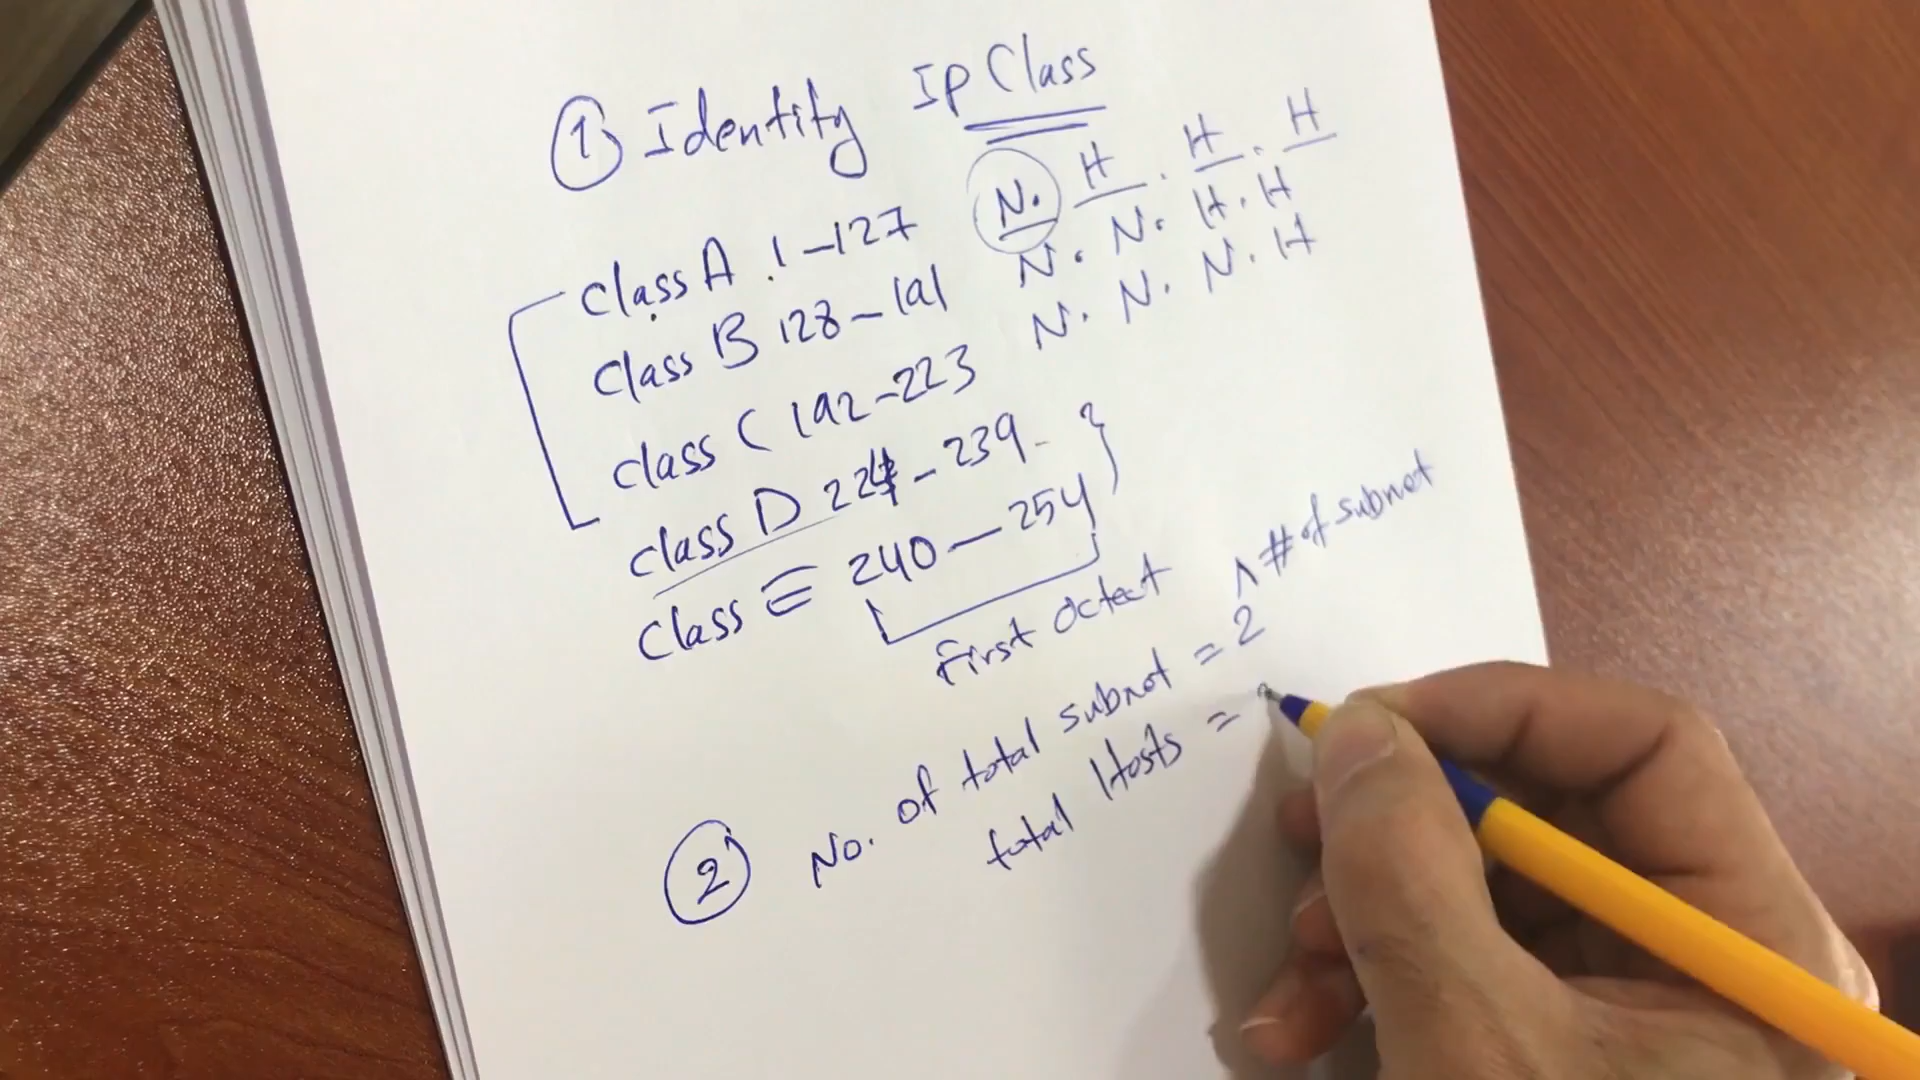 ① Identify IP Class
N. H . H . H
class A . 1 - 127 N. N. H. H
class B 128 - 191 N. N. N. H
class C 192 - 223
class D 224 - 239 -
class E 240 - 254
First Octect
② No. of total subnet = 2 ^ # of subnet
total Hosts = 2